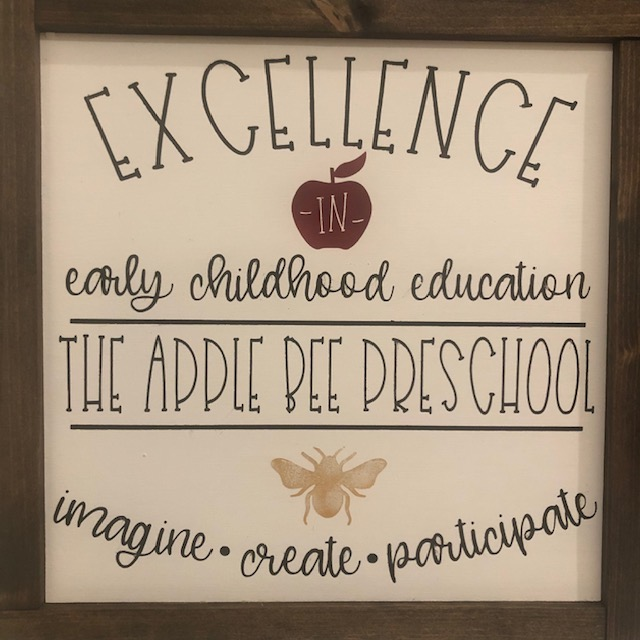 EXCELLENCE
-IN-
early childhood education
THE APPLE BEE PRESCHOOL
imagine • create • participate